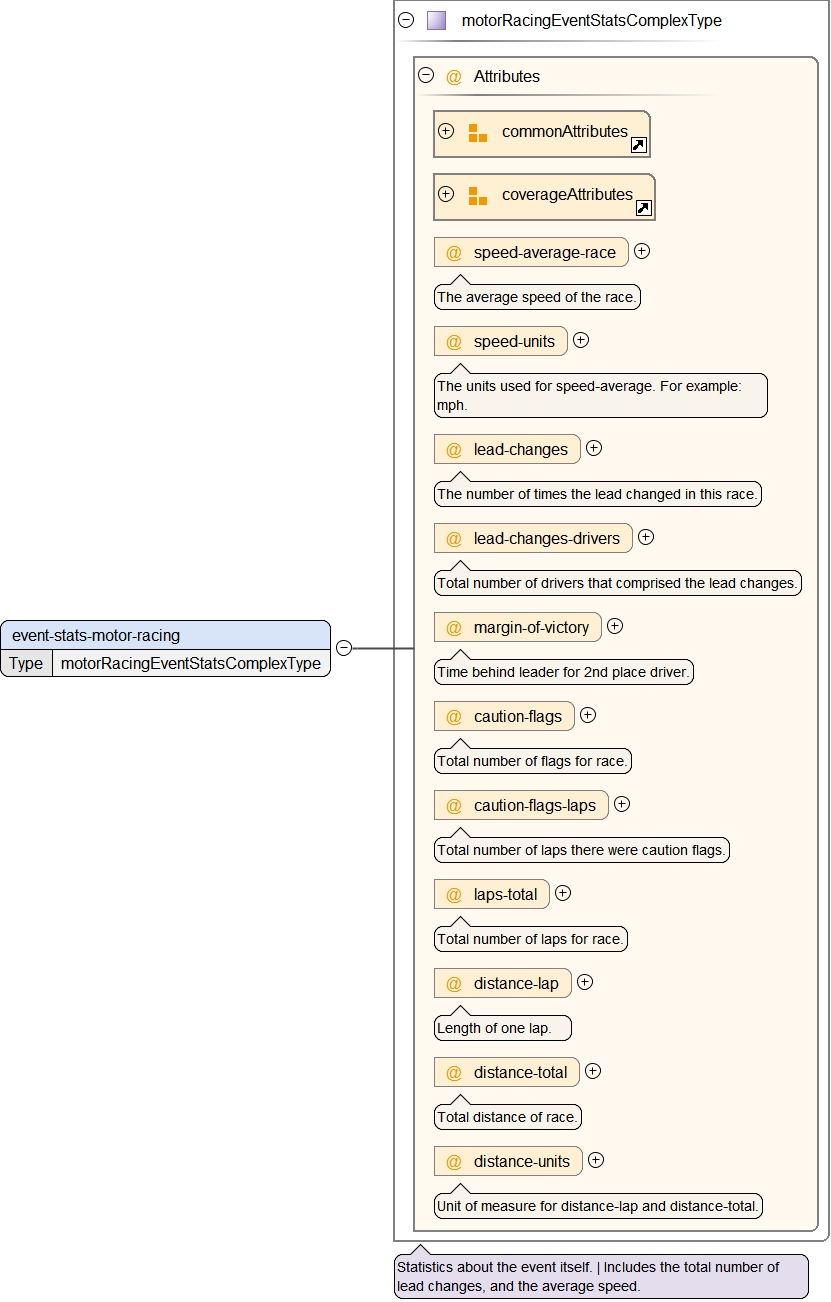 motorRacingEventStatsComplexType
@ Attributes
commonAttributes
coverageAttributes
@ speed-average-race
The average speed of the race.
@ speed-units
The units used for speed-average. For example:
mph.
@ lead-changes
The number of times the lead changed in this race.
@ lead-changes-drivers
Total number of drivers that comprised the lead changes.
@ margin-of-victory
Time behind leader for 2nd place driver.
@ caution-flags
Total number of flags for race.
@ caution-flags-laps
Total number of laps there were caution flags.
@ laps-total
Total number of laps for race.
@ distance-lap
Length of one lap.
@ distance-total
Total distance of race.
@ distance-units
Unit of measure for distance-lap and distance-total.
event-stats-motor-racing
Type motorRacingEventStatsComplexType
Statistics about the event itself. | Includes the total number of
lead changes, and the average speed.